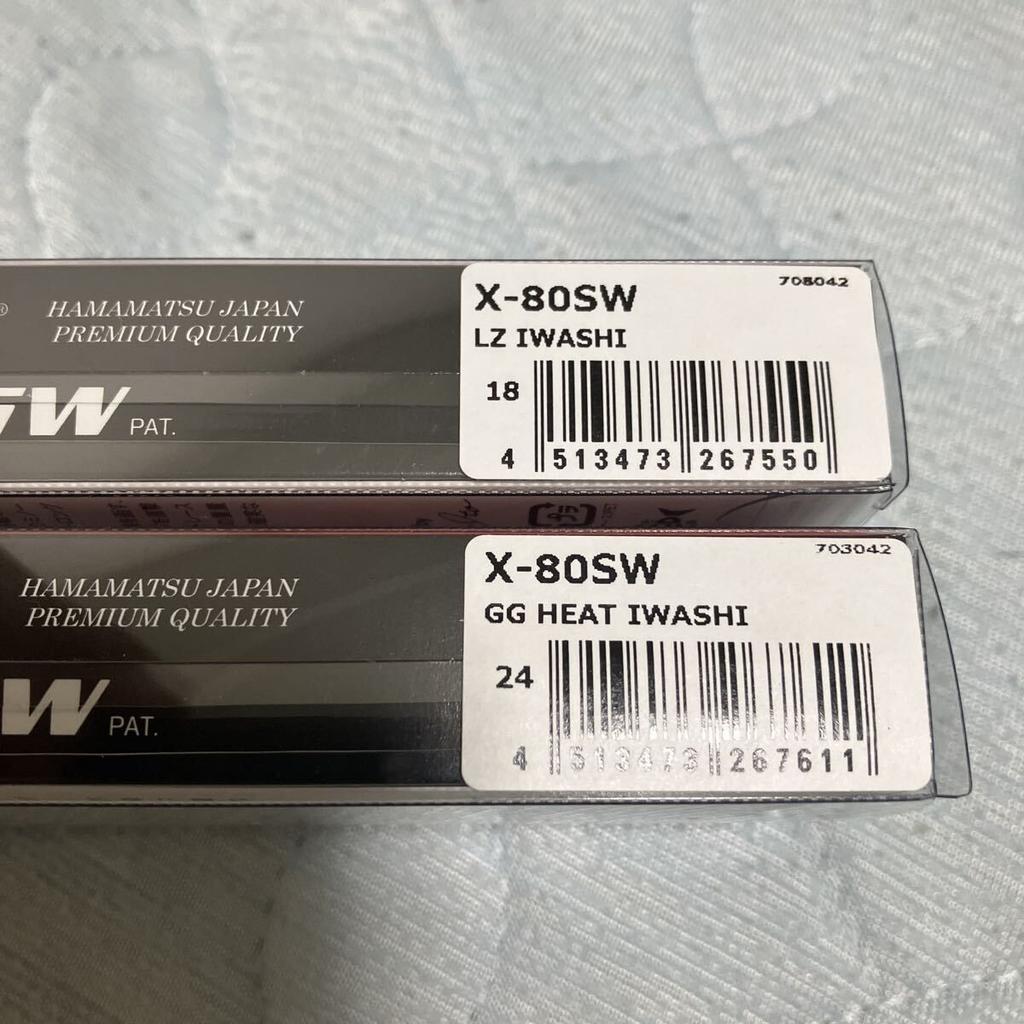 HAMAMATSU JAPAN
PREMIUM QUALITY
SW PAT.
X-80SW
708042
LZ IWASHI
18
4 513473 267550
HAMAMATSU JAPAN
PREMIUM QUALITY
W PAT.
X-80SW
703042
GG HEAT IWASHI
24
4 513473 267611